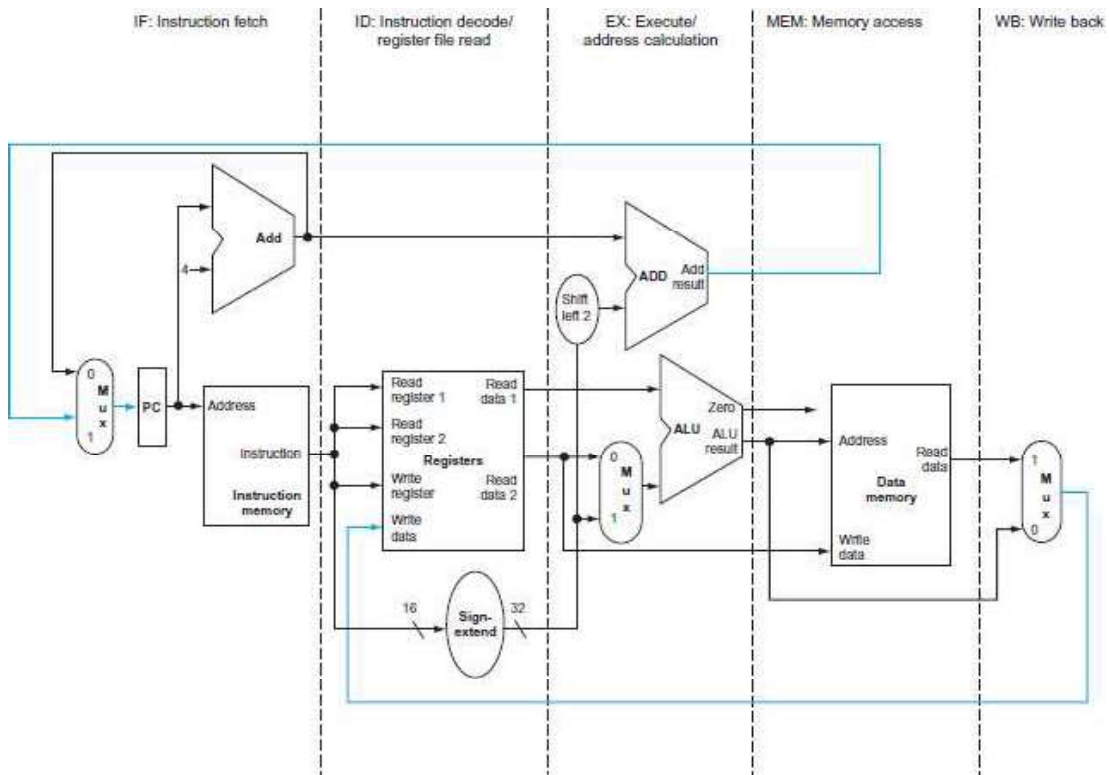 IF: Instruction fetch
ID: Instruction decode/
register file read
EX: Execute/
address calculation
MEM: Memory access
WB: Write back
Add
4
ADD
Add
result
Shift
left 2
0
M
u
x
1
PC
Address
Instruction
Instruction
memory
Read
register 1
Read
data 1
Read
register 2
Registers
Write
register
Read
data 2
Write
data
16
Sign-
extend
32
0
M
u
x
1
Zero
ALU
ALU
result
Address
Read
data
Data
memory
Write
data
1
M
u
x
0